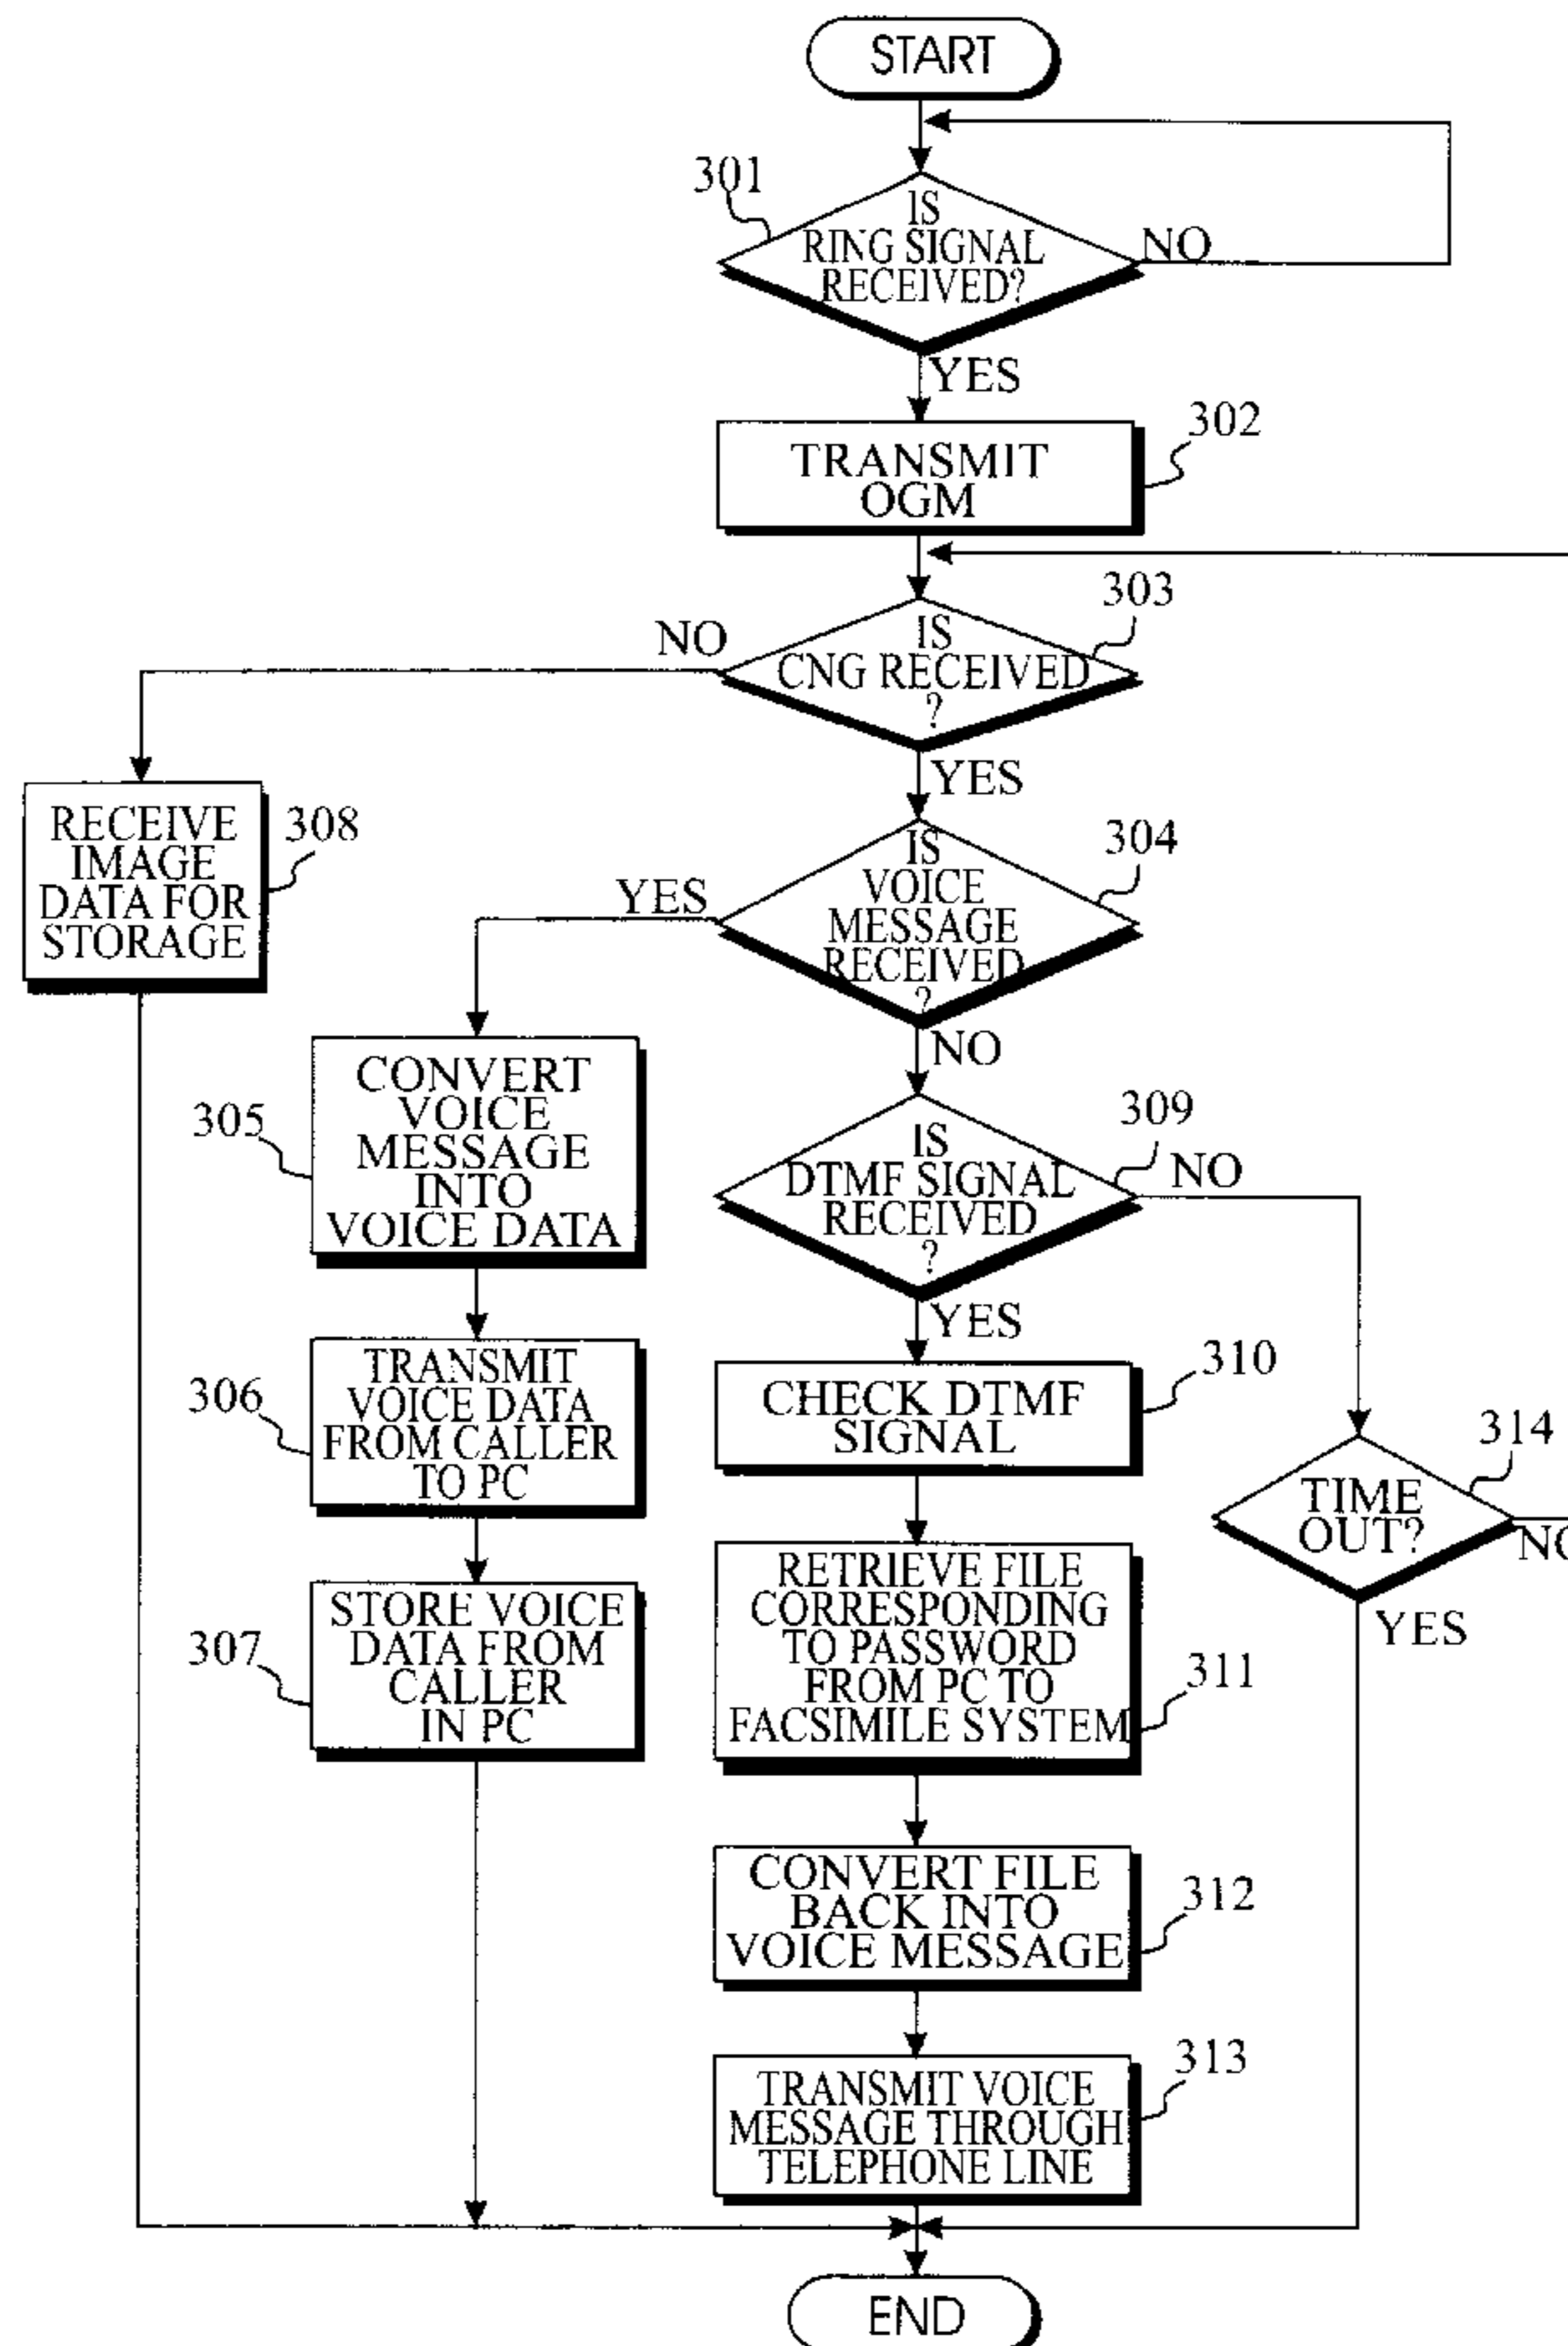 START
301
IS
RING SIGNAL
RECEIVED?
NO
YES
TRANSMIT
OGM
302
303
IS
CNG RECEIVED
?
NO
YES
RECEIVE
IMAGE
DATA FOR
STORAGE
308
304
IS
VOICE
MESSAGE
RECEIVED
?
YES
NO
305
CONVERT
VOICE
MESSAGE
INTO
VOICE DATA
309
IS
DTMF SIGNAL
RECEIVED
?
NO
YES
306
TRANSMIT
VOICE DATA
FROM CALLER
TO PC
310
CHECK DTMF
SIGNAL
314
TIME
OUT?
NO
YES
307
STORE VOICE
DATA FROM
CALLER
IN PC
RETRIEVE FILE
CORRESPONDING
TO PASSWORD
FROM PC TO
FACSIMILE SYSTEM
311
CONVERT FILE
BACK INTO
VOICE MESSAGE
312
TRANSMIT VOICE
MESSAGE THROUGH
TELEPHONE LINE
313
END